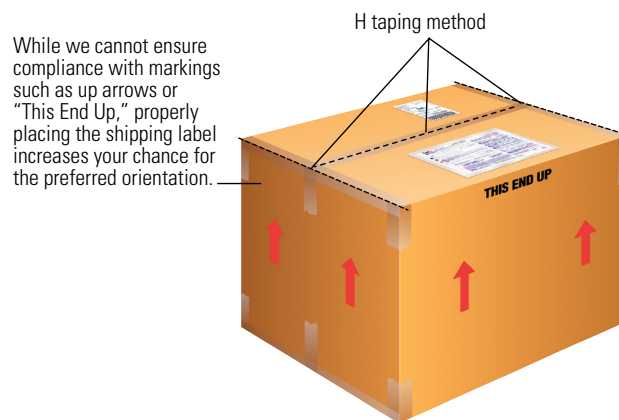 H taping method
While we cannot ensure
compliance with markings
such as up arrows or
“This End Up,” properly
placing the shipping label
increases your chance for
the preferred orientation.
THIS END UP